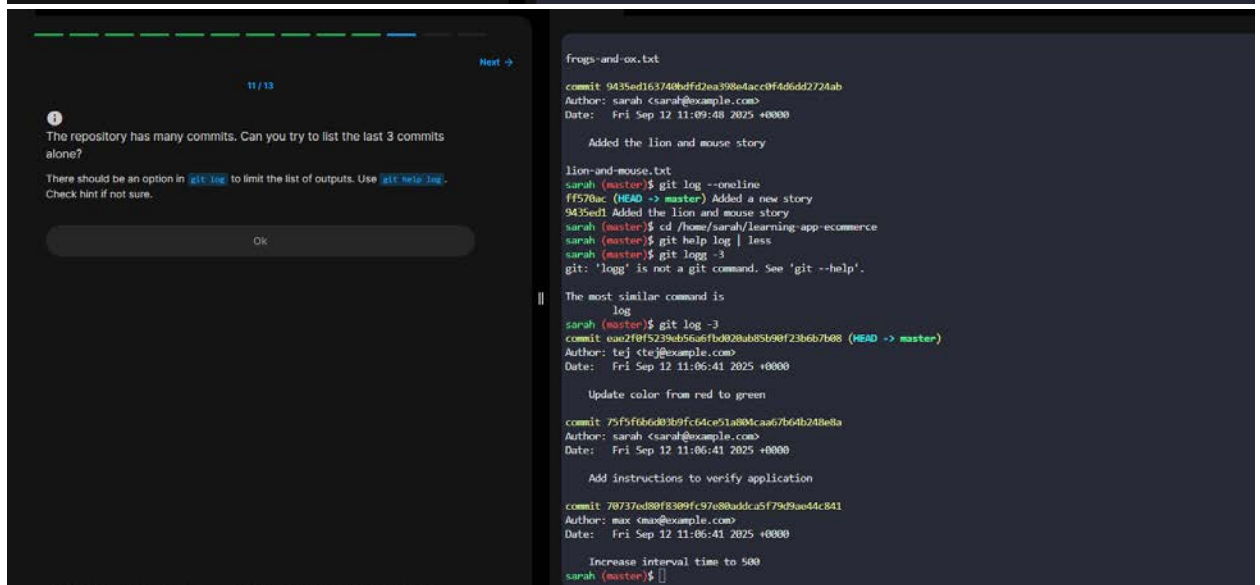 Next →
11 / 13
The repository has many commits. Can you try to list the last 3 commits
alone?
There should be an option in git log to limit the list of outputs. Use git help log.
Check hint if not sure.
Ok
frogs-and-ox.txt
commit 9435ed163740bdfd2ea398e4acc0f4d6dd2724ab
Author: sarah <sarah@example.com>
Date:   Fri Sep 12 11:09:48 2025 +0000
Added the lion and mouse story
lion-and-mouse.txt
sarah (master)$ git log --oneline
ff570ac (HEAD -> master) Added a new story
9435ed1 Added the lion and mouse story
sarah (master)$ cd /home/sarah/learning-app-ecommerce
sarah (master)$ git help log | less
sarah (master)$ git logg -3
git: 'logg' is not a git command. See 'git --help'.
The most similar command is
log
sarah (master)$ git log -3
commit eae2f0f5239eb56a6fbd020ab85b90f23b6b7b08 (HEAD -> master)
Author: tej <tej@example.com>
Date:   Fri Sep 12 11:06:41 2025 +0000
Update color from red to green
commit 75f5f6b6d03b9fc64ce51a804caa67b64b248e8a
Author: sarah <sarah@example.com>
Date:   Fri Sep 12 11:06:41 2025 +0000
Add instructions to verify application
commit 70737ed80f8309fc97e80addca5f79d9ae44c841
Author: max <max@example.com>
Date:   Fri Sep 12 11:06:41 2025 +0000
Increase interval time to 500
sarah (master)$